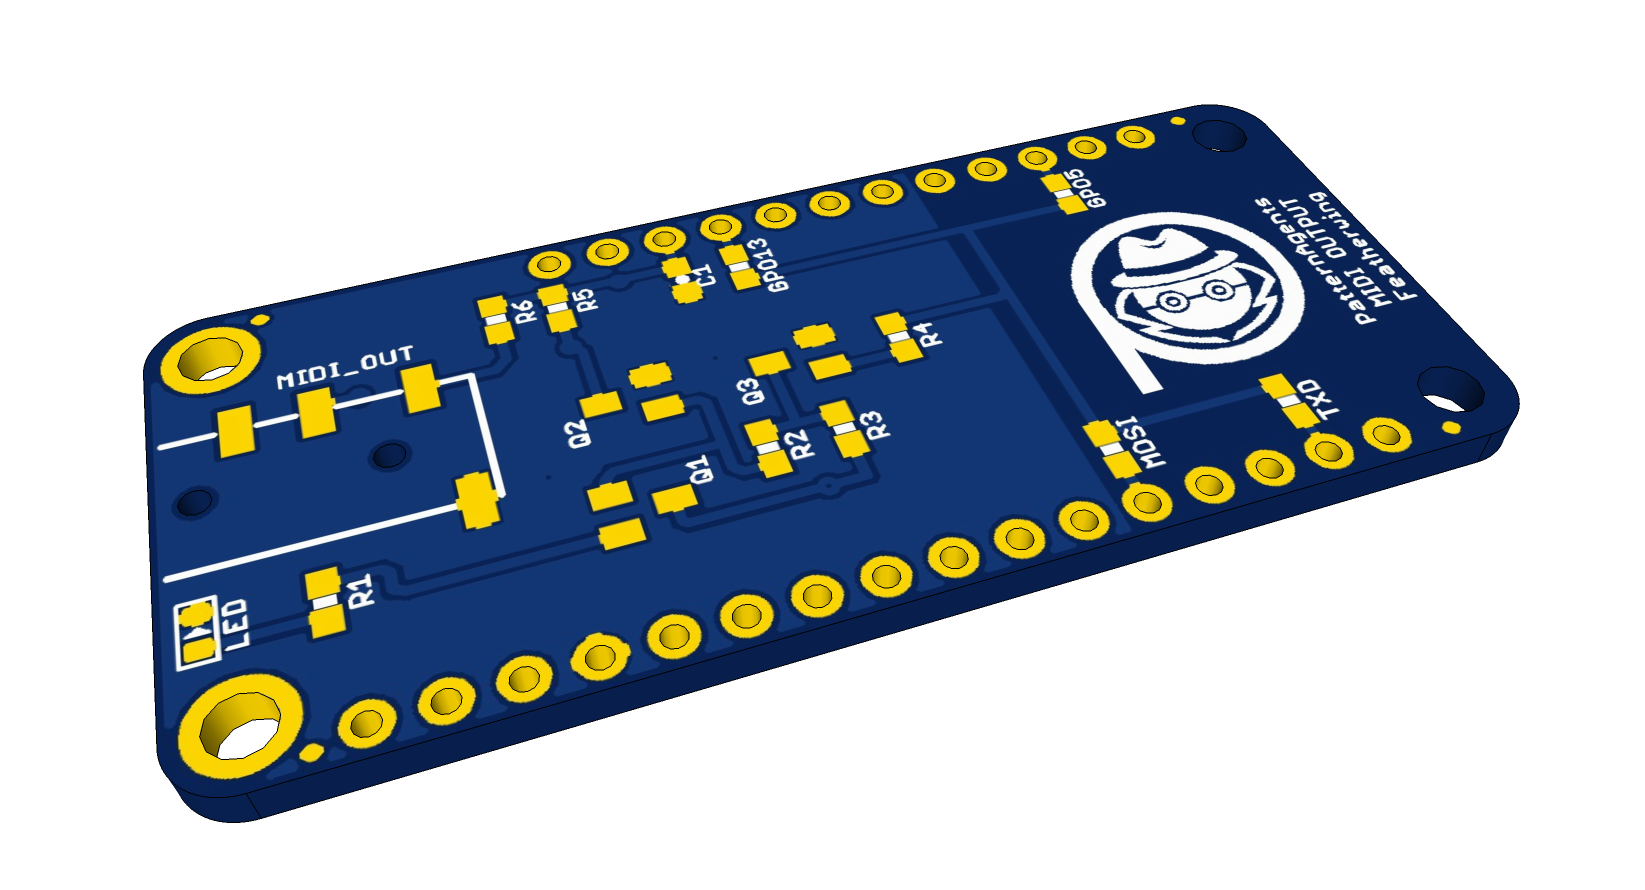 MIDI_OUT
LED
R1
R6
R5
C1
GPO13
Q2
Q3
Q1
R2
R3
R4
GPO5
MOSI
TXD
PatternAgents
MIDI OUTPUT
Featherwing